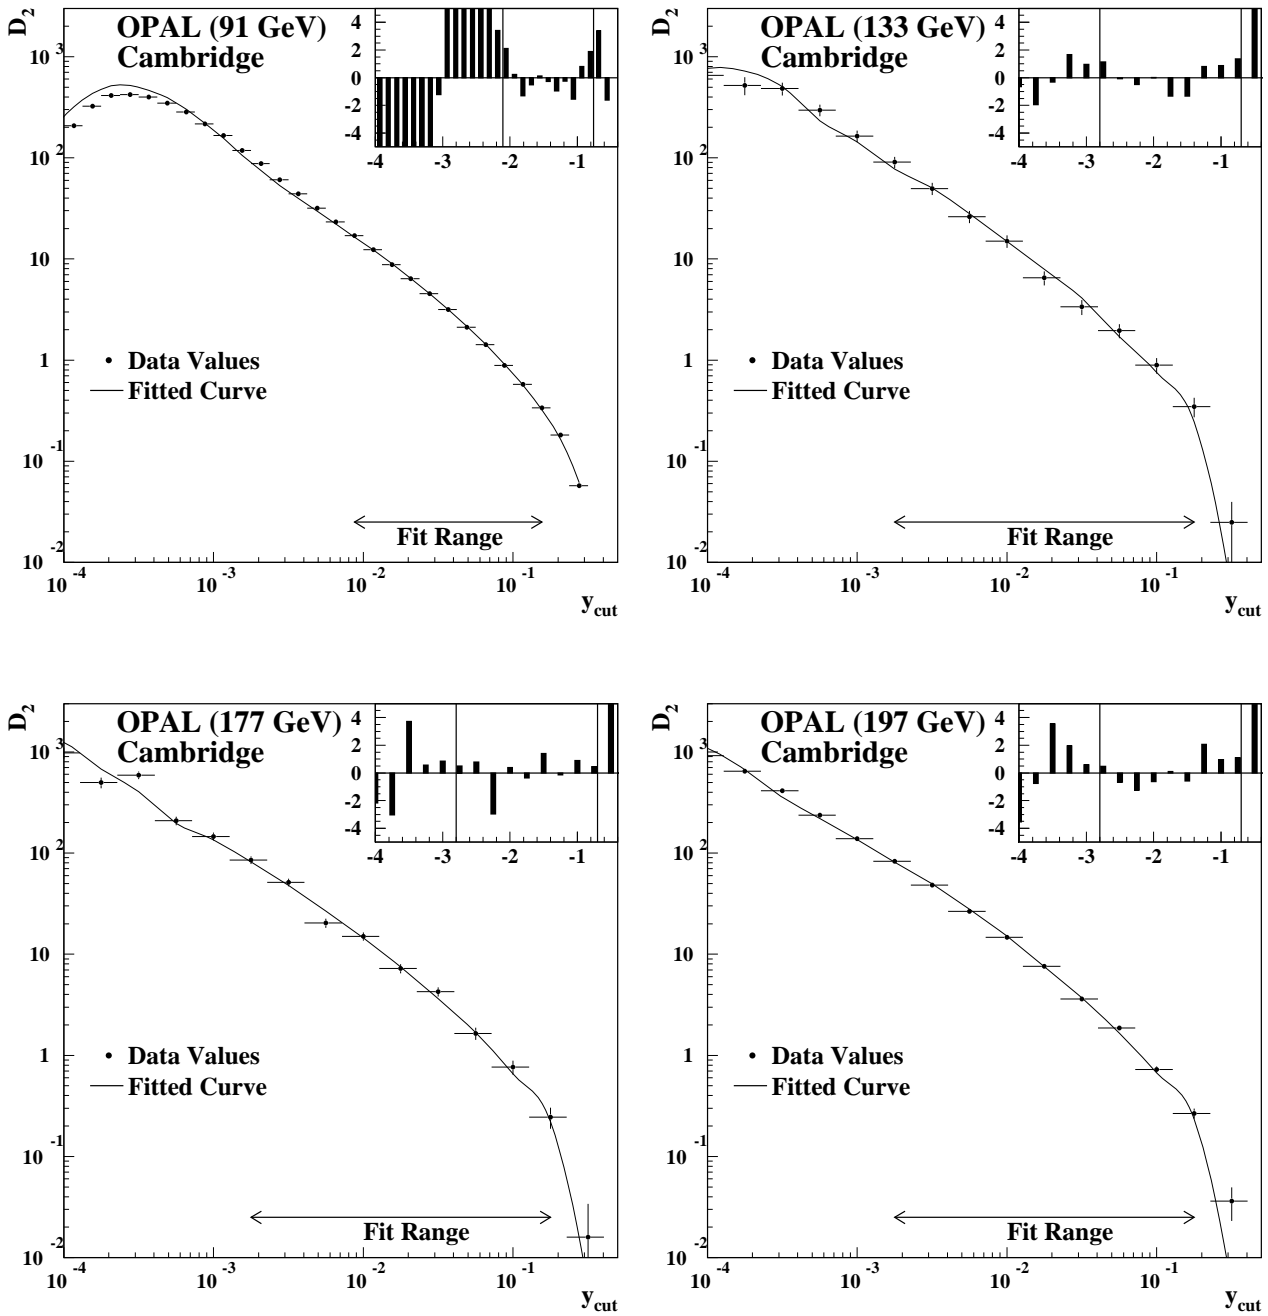 OPAL (91 GeV)
Cambridge
D2
10^3
10^2
10
1
10^-1
10^-2
4
2
0
-2
-4
-4 -3 -2 -1
Data Values
Fitted Curve
Fit Range
10^-4 10^-3 10^-2 10^-1
ycut
OPAL (133 GeV)
Cambridge
D2
10^3
10^2
10
1
10^-1
10^-2
4
2
0
-2
-4
-4 -3 -2 -1
Data Values
Fitted Curve
Fit Range
10^-4 10^-3 10^-2 10^-1
ycut
OPAL (177 GeV)
Cambridge
D2
10^3
10^2
10
1
10^-1
10^-2
4
2
0
-2
-4
-4 -3 -2 -1
Data Values
Fitted Curve
Fit Range
10^-4 10^-3 10^-2 10^-1
ycut
OPAL (197 GeV)
Cambridge
D2
10^3
10^2
10
1
10^-1
10^-2
4
2
0
-2
-4
-4 -3 -2 -1
Data Values
Fitted Curve
Fit Range
10^-4 10^-3 10^-2 10^-1
ycut